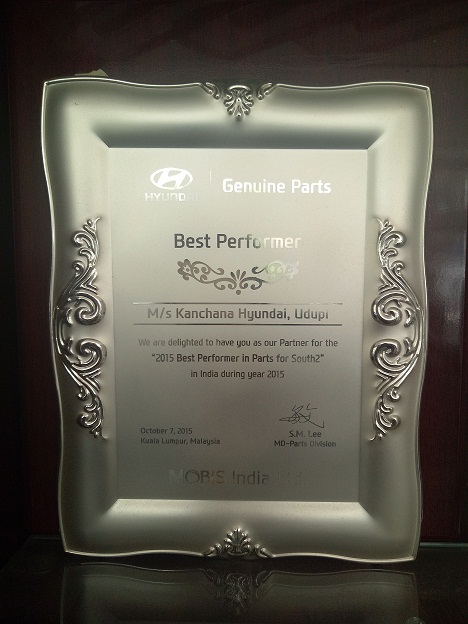 HYUNDAI
Genuine Parts
Best Performer
M/s Kanchana Hyundai, Udupi
We are delighted to have you as our Partner for the
"2015 Best Performer in Parts for South2"
in India during year 2015
October 7, 2015
Kuala Lumpur, Malaysia
S.M. Lee
MD-Parts Division
MOBIS India